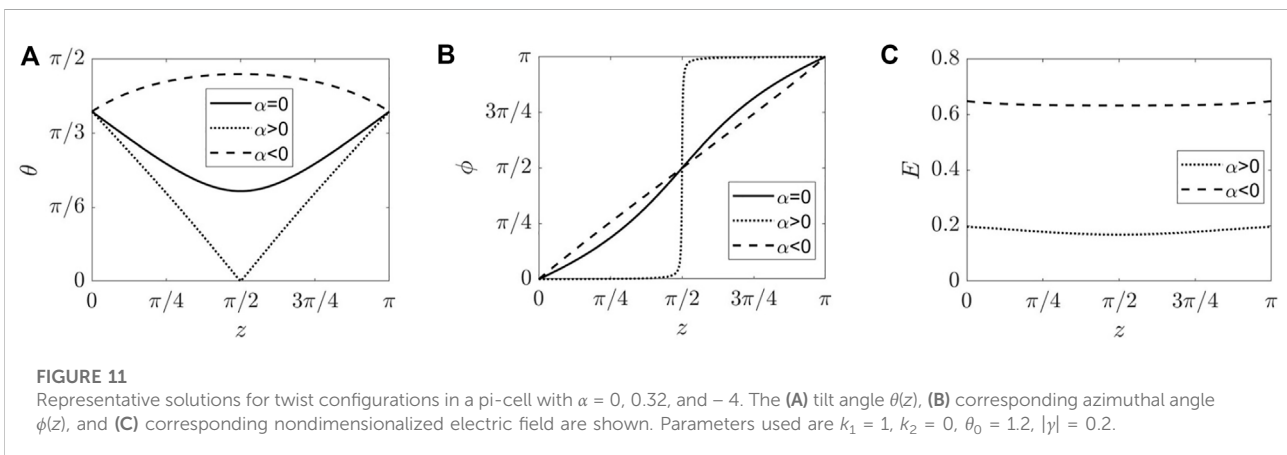 A
π/2
π/3
π/6
0
θ
α=0
α>0
α<0
0
π/4
π/2
3π/4
π
z
B
π
3π/4
π/2
π/4
0
ϕ
α=0
α>0
α<0
0
π/4
π/2
3π/4
π
z
C
0.8
0.6
0.4
0.2
0
E
α>0
α<0
0
π/4
π/2
3π/4
π
z
FIGURE 11
Representative solutions for twist configurations in a pi-cell with α = 0, 0.32, and – 4. The (A) tilt angle θ(z), (B) corresponding azimuthal angle
ϕ(z), and (C) corresponding nondimensionalized electric field are shown. Parameters used are k₁ = 1, k₂ = 0, θ₀ = 1.2, |γ| = 0.2.